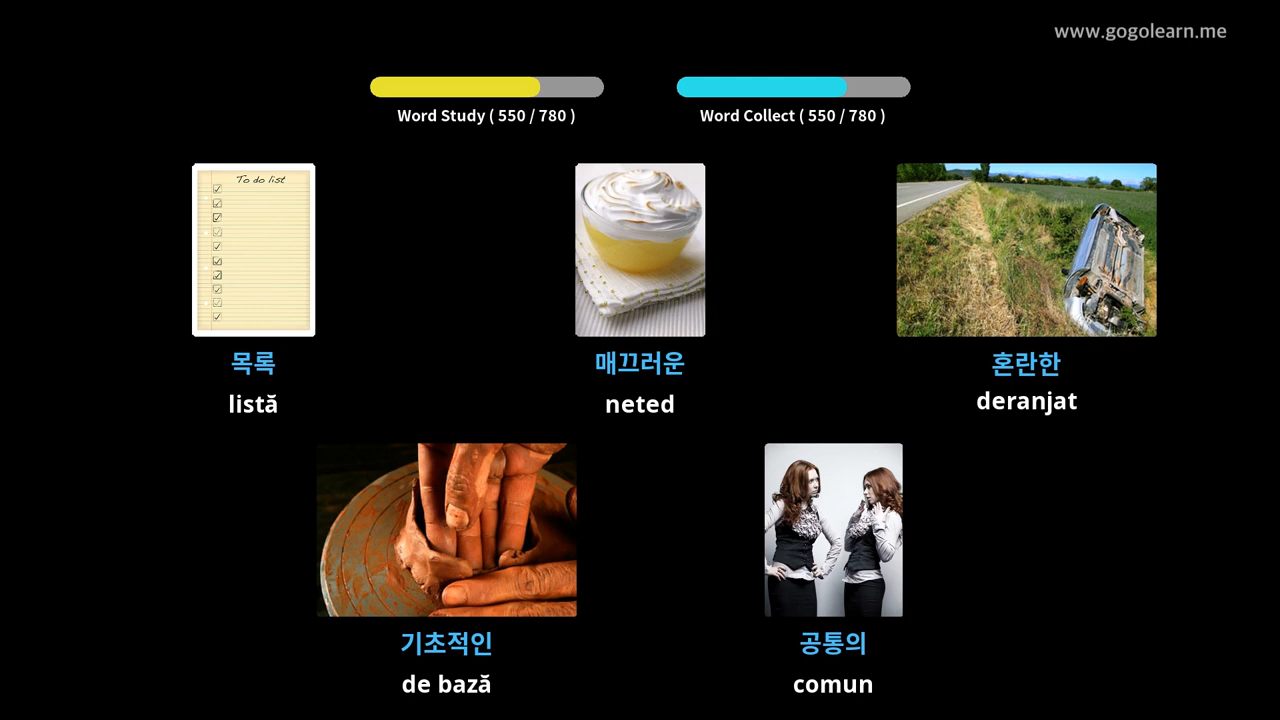 www.gogolearn.me
Word Study ( 550 / 780 )
Word Collect ( 550 / 780 )
To do list
목록
매끄러운
혼란한
listă
neted
deranjat
기초적인
공통의
de bază
comun